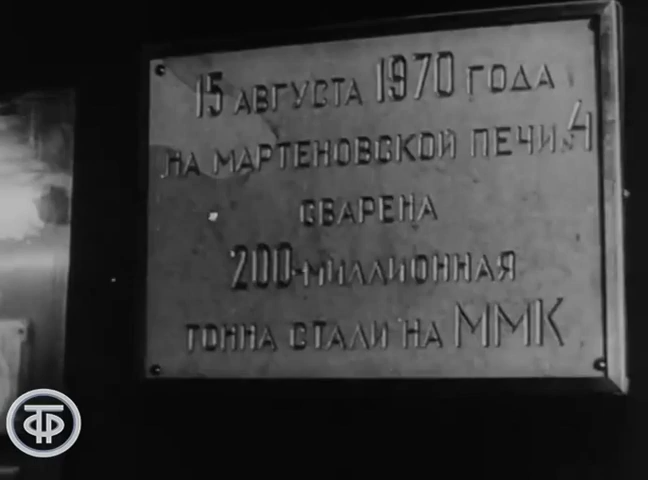 15 АВГУСТА 1970 ГОДА
НА МАРТЕНОВСКОЙ ПЕЧИ №4
СВАРЕНА
200-МИЛЛИОННАЯ
ТОННА СТАЛИ НА ММК